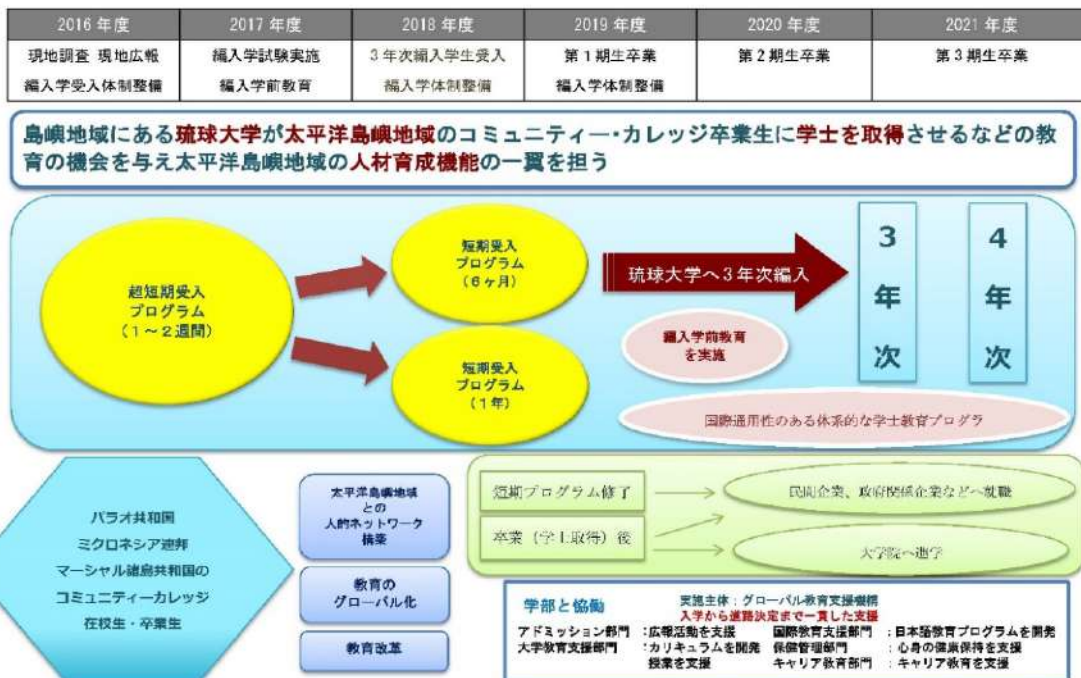 2016 年度 2017 年度 2018 年度 2019 年度 2020 年度 2021 年度
現地調査 現地広報 編入学試験実施 3年次編入学生受入 第1期生卒業 第2期生卒業 第3期生卒業
編入学受入体制整備 編入学前教育 編入学体制整備 編入学体制整備
島嶼地域にある琉球大学が太平洋島嶼地域のコミュニティー・カレッジ卒業生に学士を取得させるなどの教
育の機会を与え太平洋島嶼地域の人材育成機能の一翼を担う
超短期受入
プログラム
(1~2週間)
短期受入
プログラム
(6ヶ月)
短期受入
プログラム
(1年)
琉球大学へ3年次編入
編入学前教育
を実施
3
年
次
4
年
次
国際通用性のある体系的な学士教育プログラ
パラオ共和国
ミクロネシア連邦
マーシャル諸島共和国の
コミュニティーカレッジ
在校生・卒業生
太平洋島嶼地域
との
人的ネットワーク
構築
教育の
グローバル化
教育改革
短期プログラム修了
卒業(学士取得)後
民間企業、政府関係企業などへ就職
大学院へ進学
学部と協働 実施主体:グローバル教育支援機構
入学から進路決定まで一貫した支援
アドミッション部門 :広報活動を支援 国際教育支援部門 :日本語教育プログラムを開発
大学教育支援部門 :カリキュラムを開発 保健管理部門 :心身の健康保持を支援
授業を支援 キャリア教育部門 :キャリア教育を支援